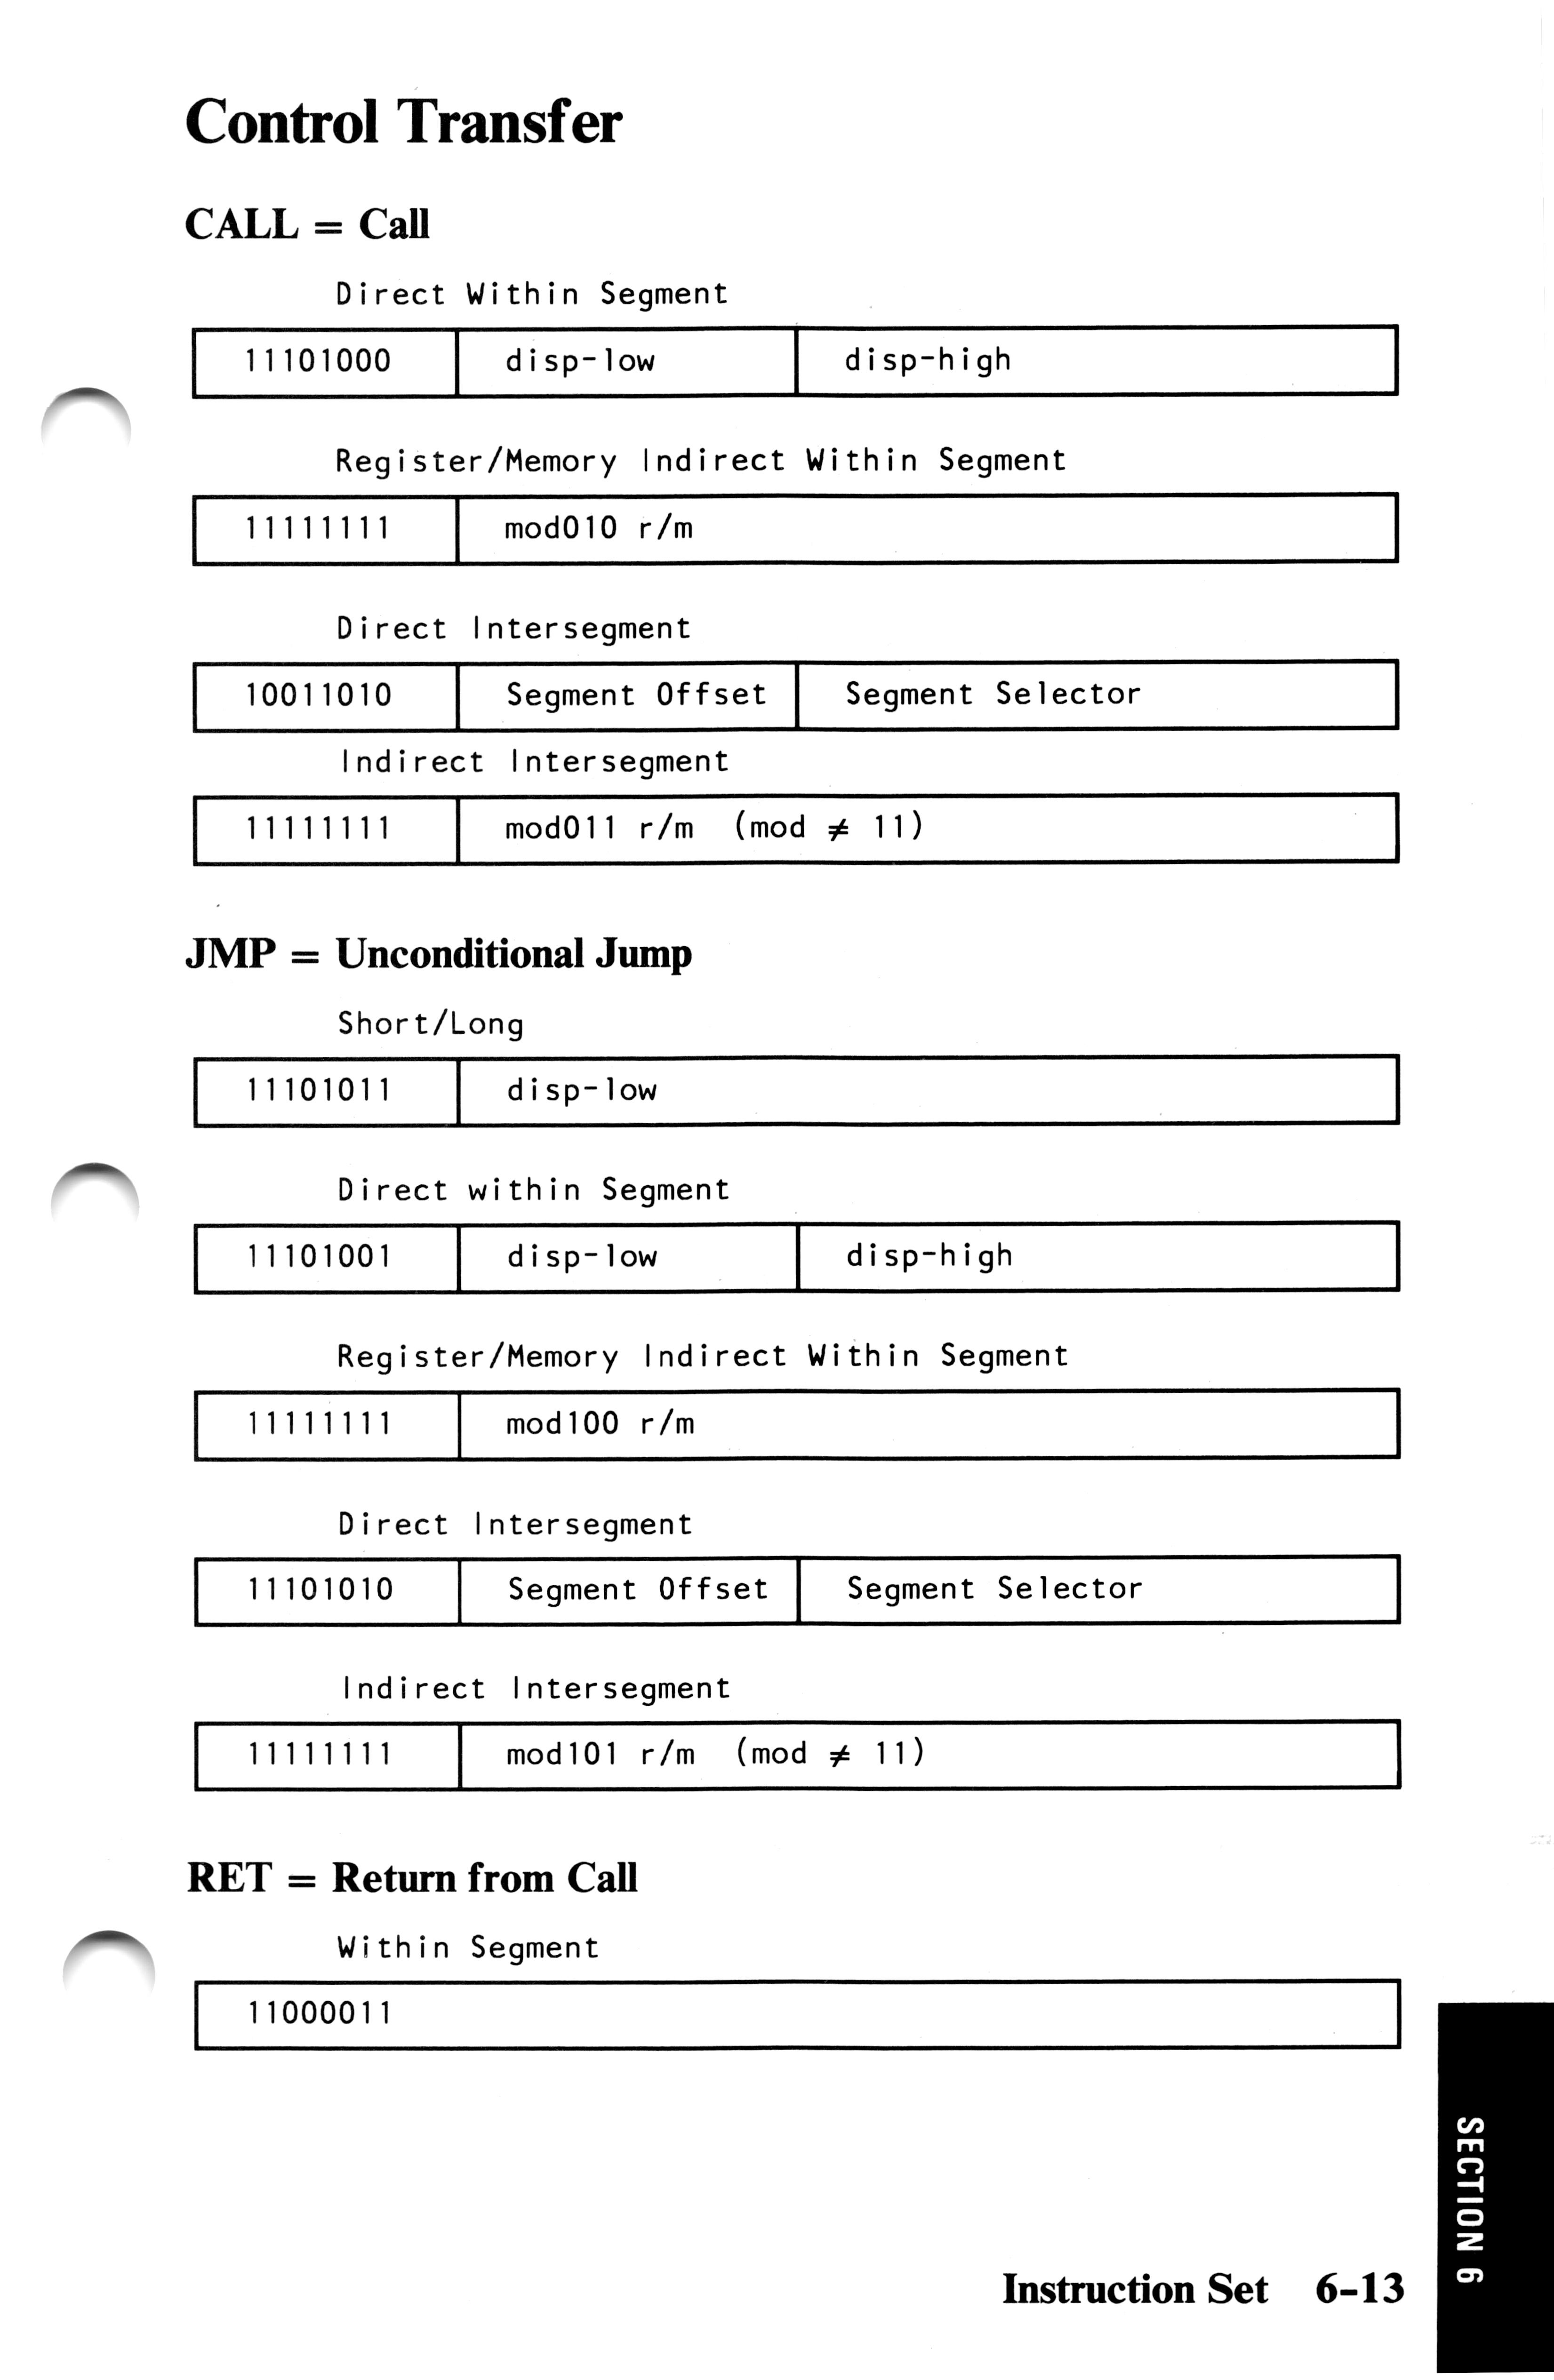 Control Transfer
CALL = Call
Direct Within Segment
11101000 disp-low disp-high
Register/Memory Indirect Within Segment
11111111 mod010 r/m
Direct Intersegment
10011010 Segment Offset Segment Selector
Indirect Intersegment
11111111 mod011 r/m (mod ≠ 11)
JMP = Unconditional Jump
Short/Long
11101011 disp-low
Direct within Segment
11101001 disp-low disp-high
Register/Memory Indirect Within Segment
11111111 mod100 r/m
Direct Intersegment
11101010 Segment Offset Segment Selector
Indirect Intersegment
11111111 mod101 r/m (mod ≠ 11)
RET = Return from Call
Within Segment
11000011
SECTION 6
Instruction Set 6-13